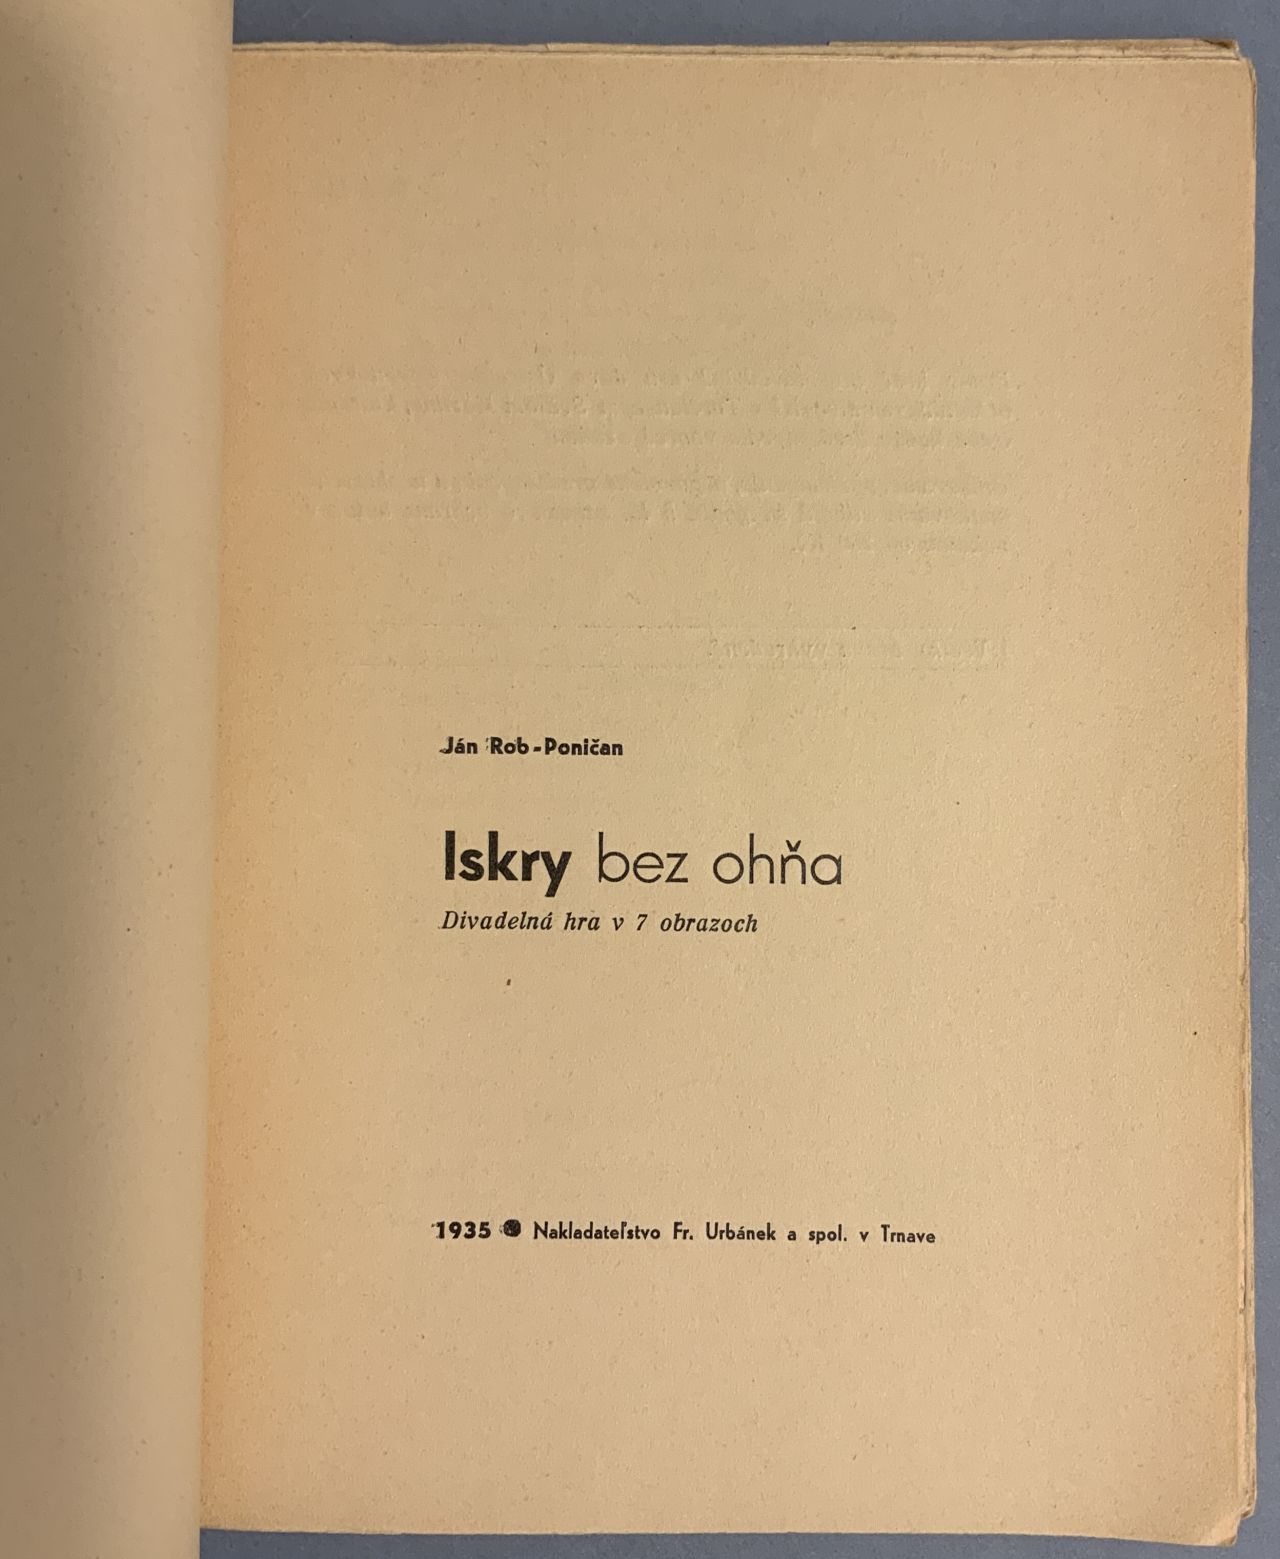 Ján Rob-Poničan
Iskry bez ohňa
Divadelná hra v 7 obrazoch
1935 ● Nakladateľstvo Fr. Urbánek a spol. v Trnave